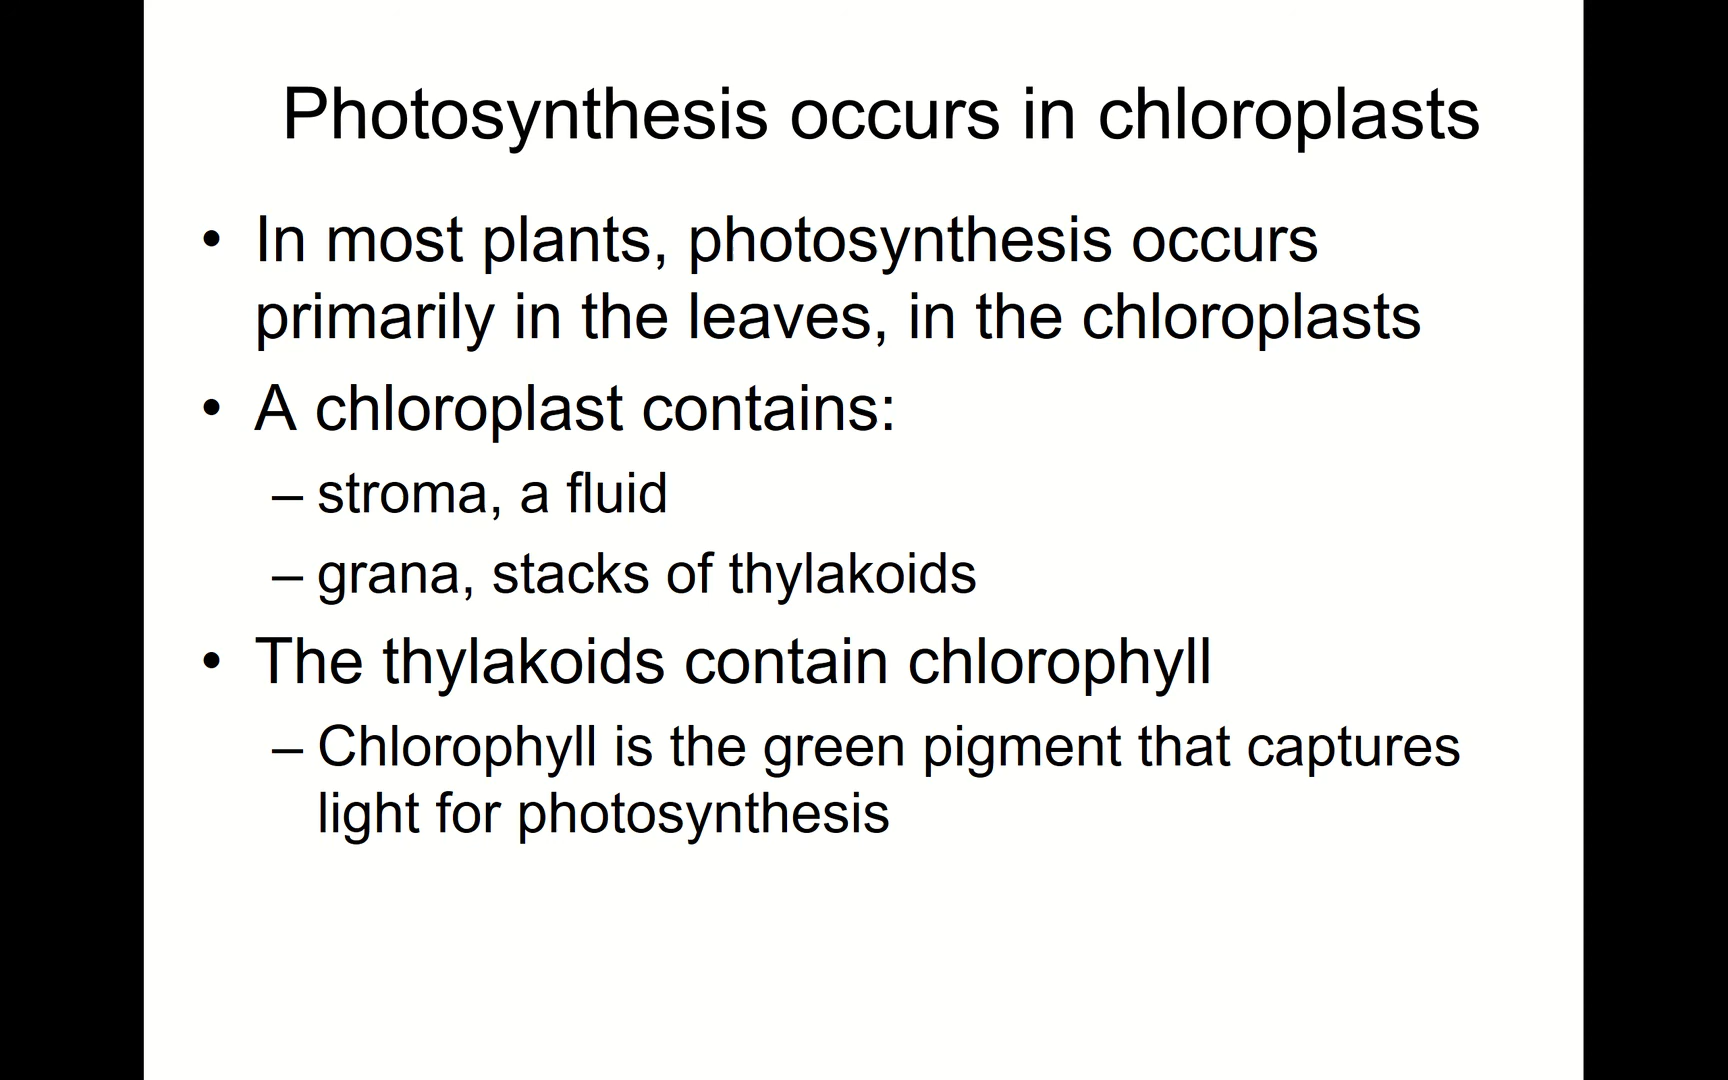 Photosynthesis occurs in chloroplasts
• In most plants, photosynthesis occurs
primarily in the leaves, in the chloroplasts
• A chloroplast contains:
– stroma, a fluid
– grana, stacks of thylakoids
• The thylakoids contain chlorophyll
– Chlorophyll is the green pigment that captures
light for photosynthesis